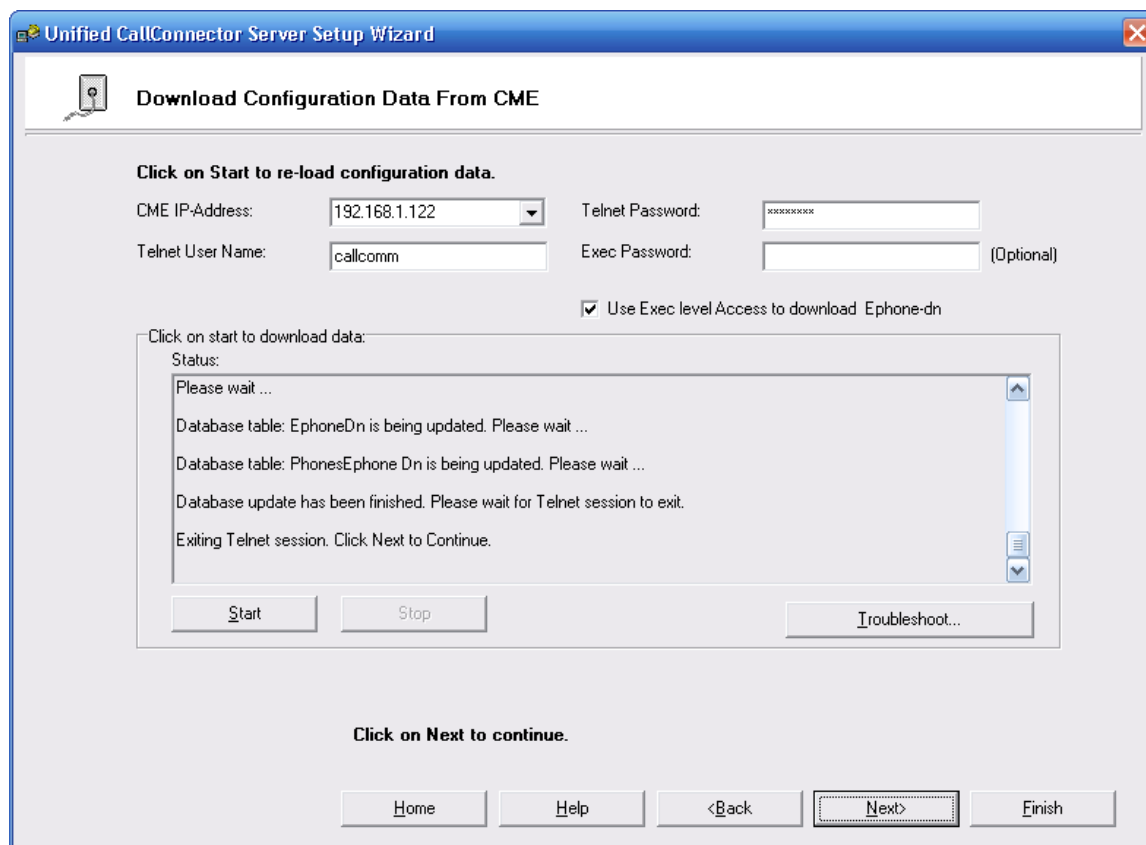 Unified CallConnector Server Setup Wizard
Download Configuration Data From CME
Click on Start to re-load configuration data.
CME IP-Address: 192.168.1.122 Telnet Password: ********
Telnet User Name: callcomm Exec Password: (Optional)
Use Exec level Access to download Ephone-dn
Click on start to download data:
Status:
Please wait ...
Database table: EphoneDn is being updated. Please wait ...
Database table: PhonesEphone Dn is being updated. Please wait ...
Database update has been finished. Please wait for Telnet session to exit.
Exiting Telnet session. Click Next to Continue.
Start Stop Troubleshoot...
Click on Next to continue.
Home Help <Back Next> Finish